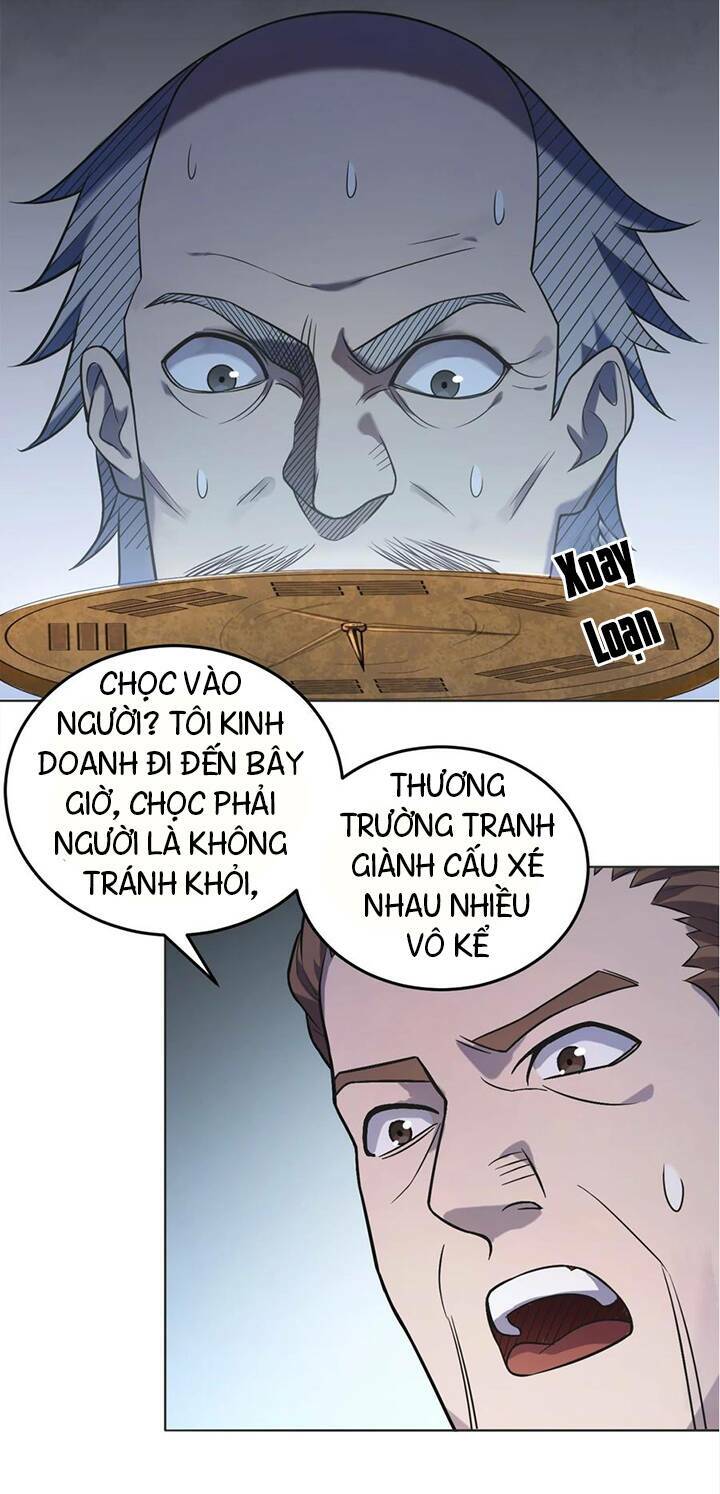 Xoay
Loạn
CHỌC VÀO
NGƯỜI? TÔI KINH
DOANH ĐI ĐẾN BÂY
GIỜ, CHỌC PHẢI
NGƯỜI LÀ KHÔNG
TRÁNH KHỎI,
THƯƠNG
TRƯỜNG TRANH
GIÀNH CẤU XÉ
NHAU NHIỀU
VÔ KỂ